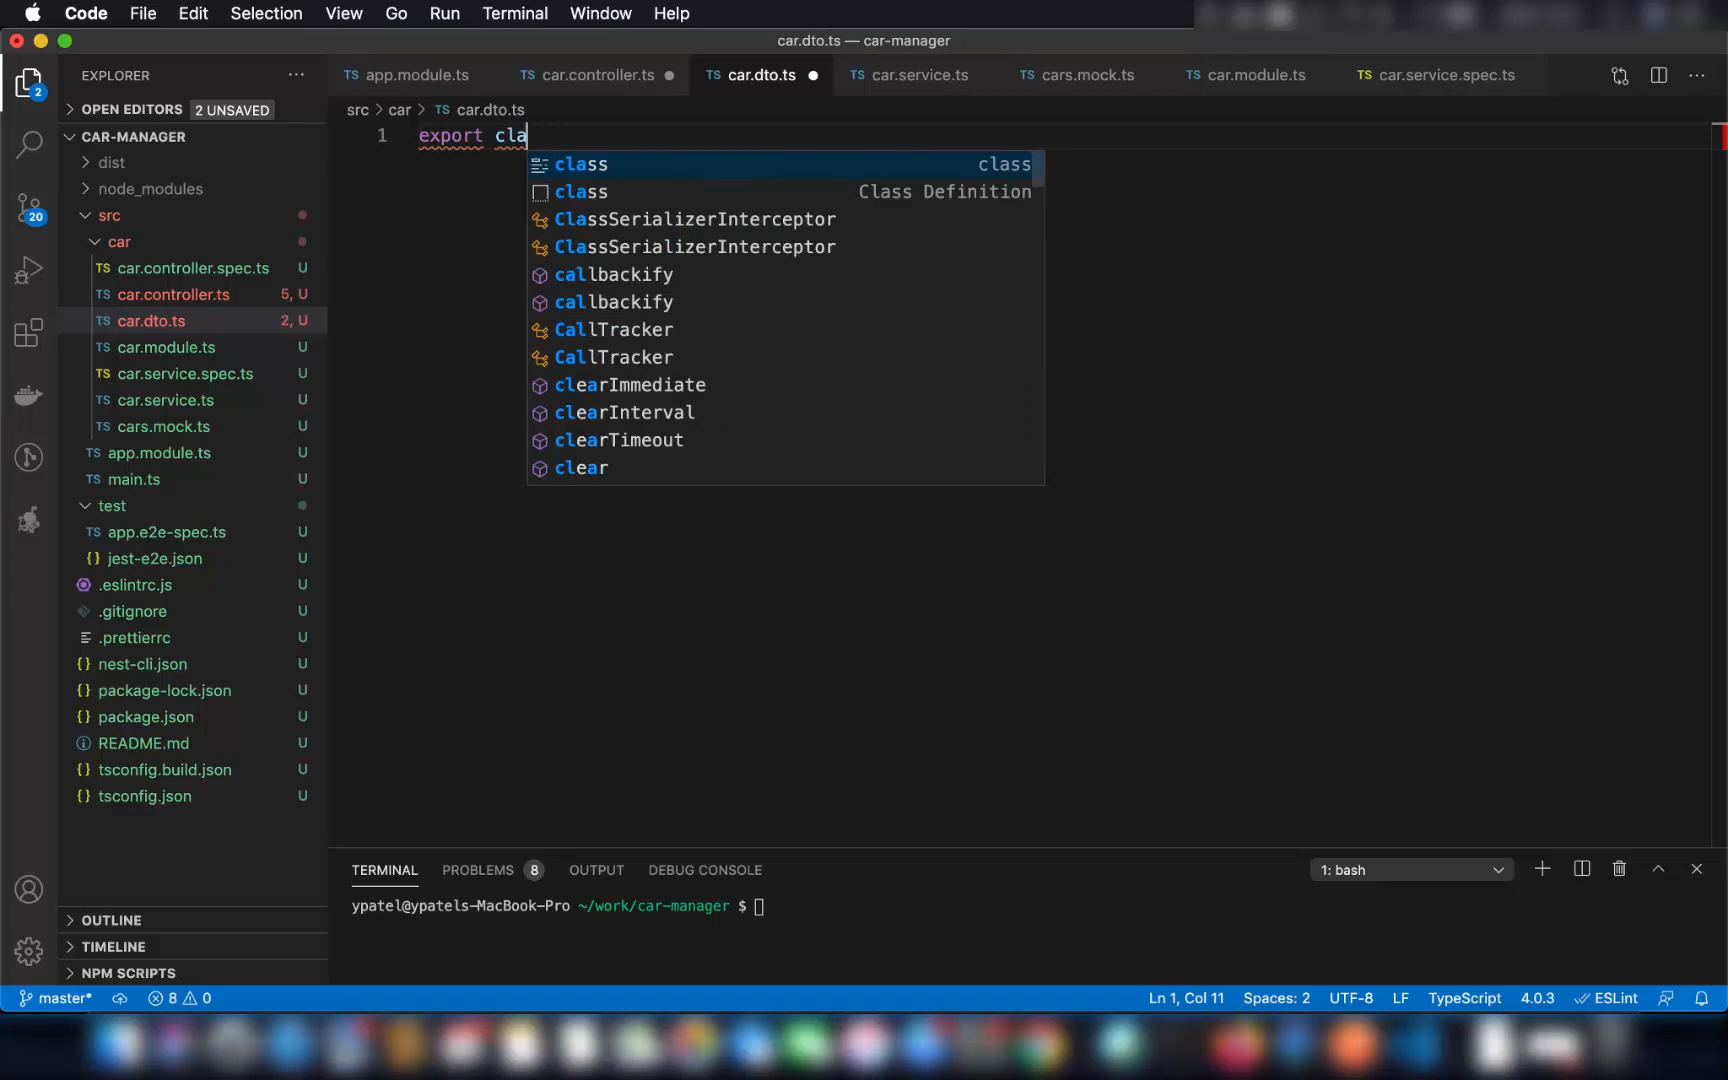 Code File Edit Selection View Go Run Terminal Window Help
car.dto.ts — car-manager
EXPLORER
TS app.module.ts TS car.controller.ts TS car.dto.ts TS car.service.ts TS cars.mock.ts TS car.module.ts TS car.service.spec.ts
2
OPEN EDITORS 2 UNSAVED
src > car > TS car.dto.ts
CAR-MANAGER
1 export cla
dist
node_modules
20
src
car
TS car.controller.spec.ts U
TS car.controller.ts 5, U
TS car.dto.ts 2, U
TS car.module.ts U
TS car.service.spec.ts U
TS car.service.ts U
TS cars.mock.ts U
TS app.module.ts U
TS main.ts U
test
TS app.e2e-spec.ts U
{} jest-e2e.json U
.eslintrc.js U
.gitignore U
.prettierrc U
{} nest-cli.json U
{} package-lock.json U
{} package.json U
README.md U
{} tsconfig.build.json U
{} tsconfig.json U
class class
class Class Definition
ClassSerializerInterceptor
ClassSerializerInterceptor
callbackify
callbackify
CallTracker
CallTracker
clearImmediate
clearInterval
clearTimeout
clear
TERMINAL PROBLEMS 8 OUTPUT DEBUG CONSOLE 1: bash
ypatel@ypatels-MacBook-Pro ~/work/car-manager $
OUTLINE
TIMELINE
NPM SCRIPTS
master* 8 0 Ln 1, Col 11 Spaces: 2 UTF-8 LF TypeScript 4.0.3 ESLint